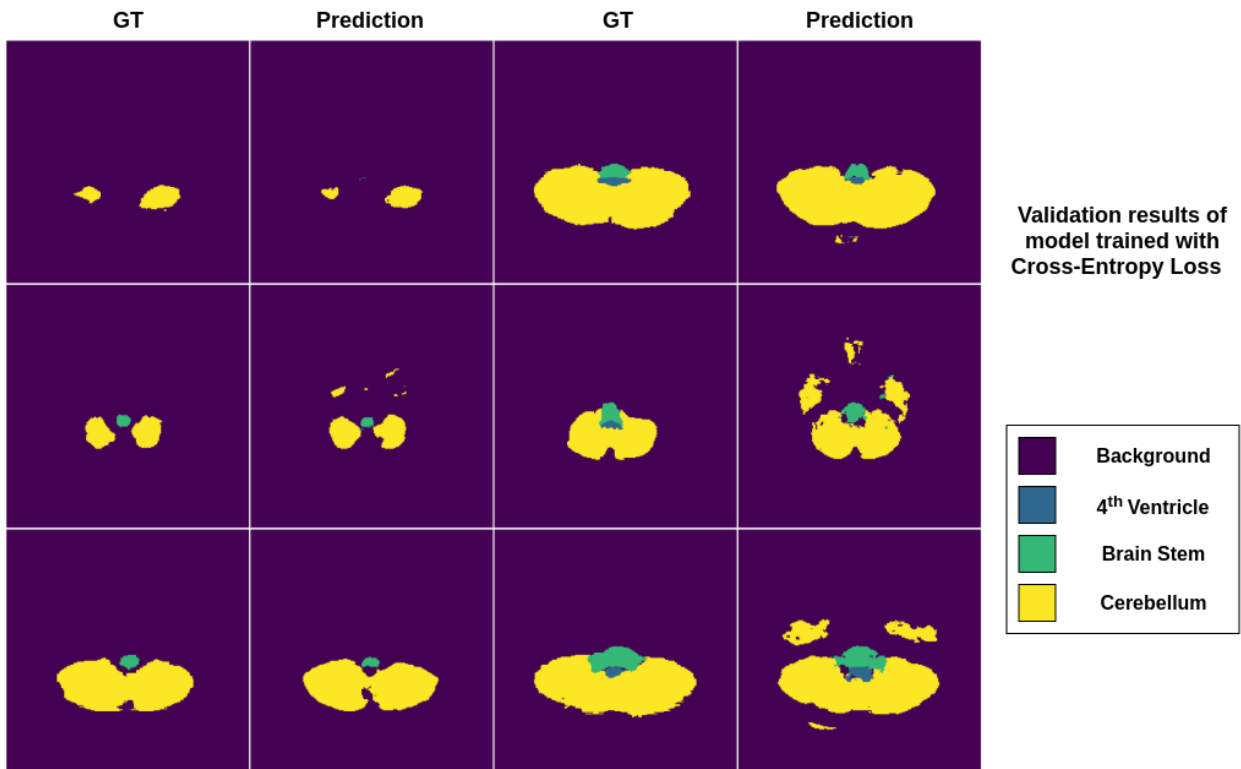 GT Prediction GT Prediction
Validation results of
model trained with
Cross-Entropy Loss
Background
4th Ventricle
Brain Stem
Cerebellum